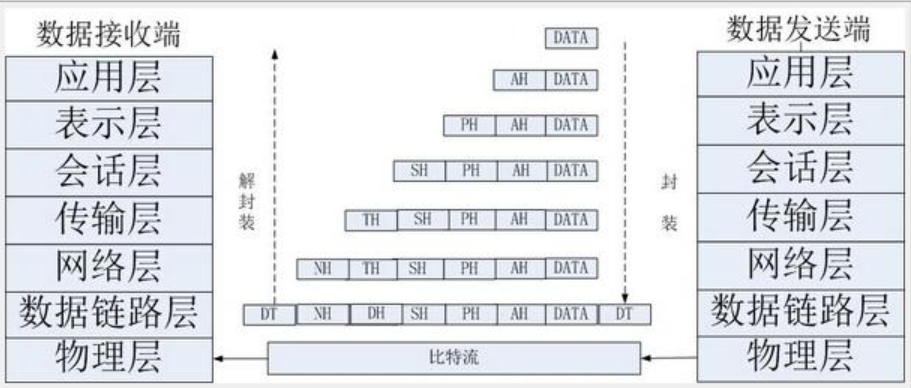 数据接收端
应用层
表示层
会话层
传输层
网络层
数据链路层
物理层
解封装
DATA
AH DATA
PH AH DATA
SH PH AH DATA
TH SH PH AH DATA
NH TH SH PH AH DATA
DT NH DH SH PH AH DATA DT
比特流
封装
数据发送端
应用层
表示层
会话层
传输层
网络层
数据链路层
物理层